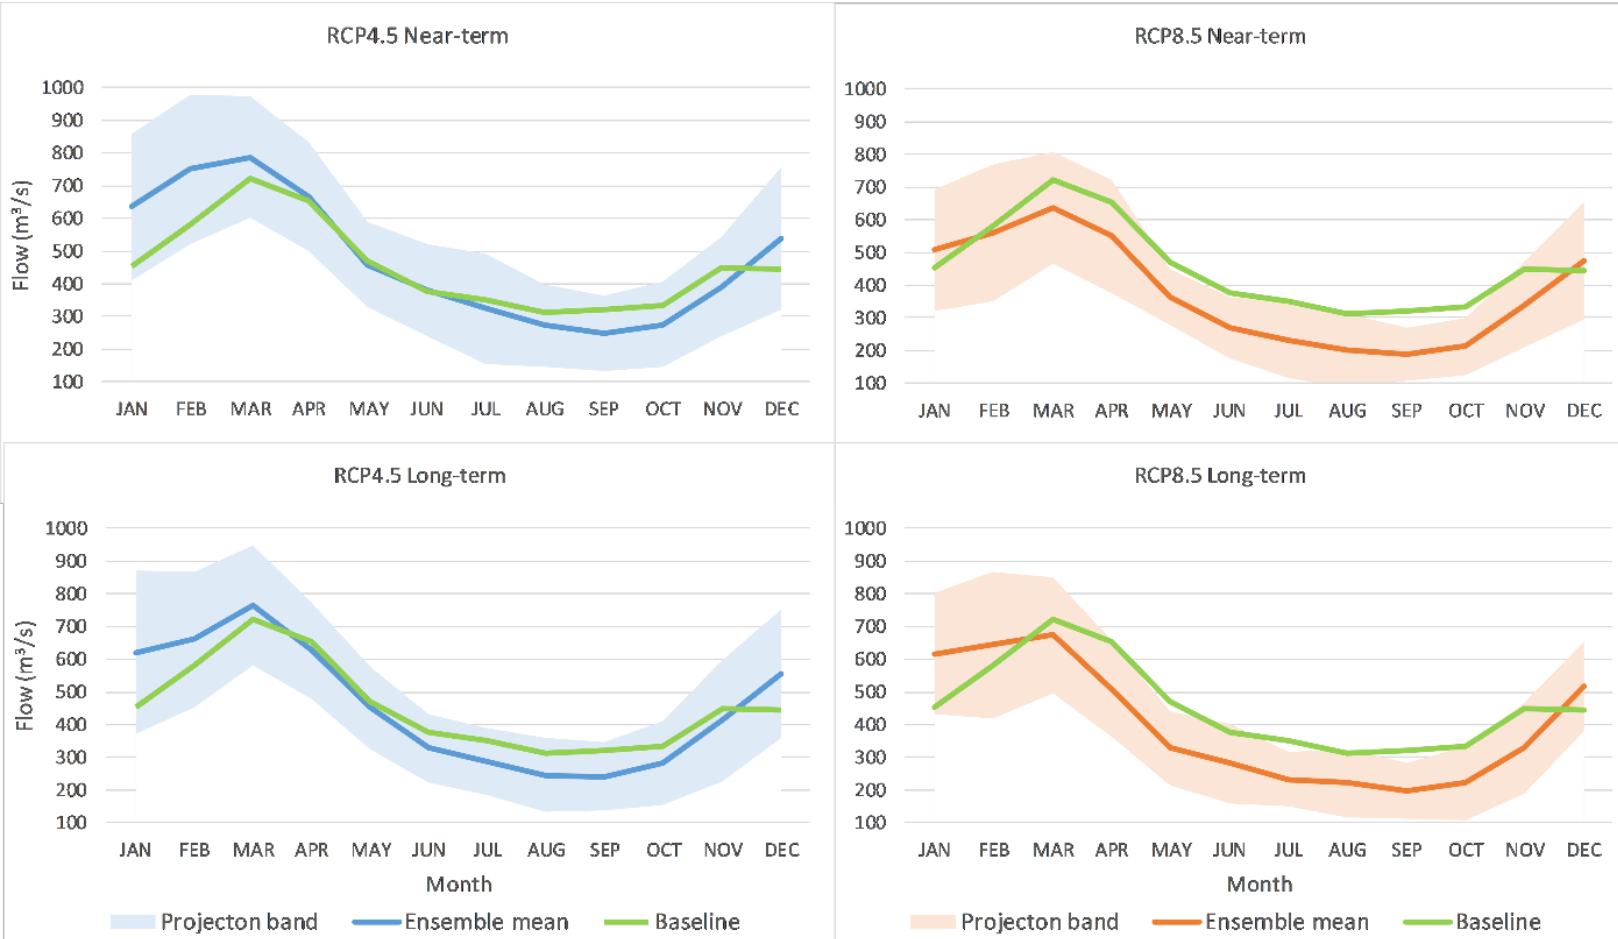 RCP4.5 Near-term
Flow (m³/s)
1000
900
800
700
600
500
400
300
200
100
JAN FEB MAR APR MAY JUN JUL AUG SEP OCT NOV DEC
RCP8.5 Near-term
1000
900
800
700
600
500
400
300
200
100
JAN FEB MAR APR MAY JUN JUL AUG SEP OCT NOV DEC
RCP4.5 Long-term
Flow (m³/s)
1000
900
800
700
600
500
400
300
200
100
JAN FEB MAR APR MAY JUN JUL AUG SEP OCT NOV DEC
Month
Projecton band Ensemble mean Baseline
RCP8.5 Long-term
1000
900
800
700
600
500
400
300
200
100
JAN FEB MAR APR MAY JUN JUL AUG SEP OCT NOV DEC
Month
Projecton band Ensemble mean Baseline